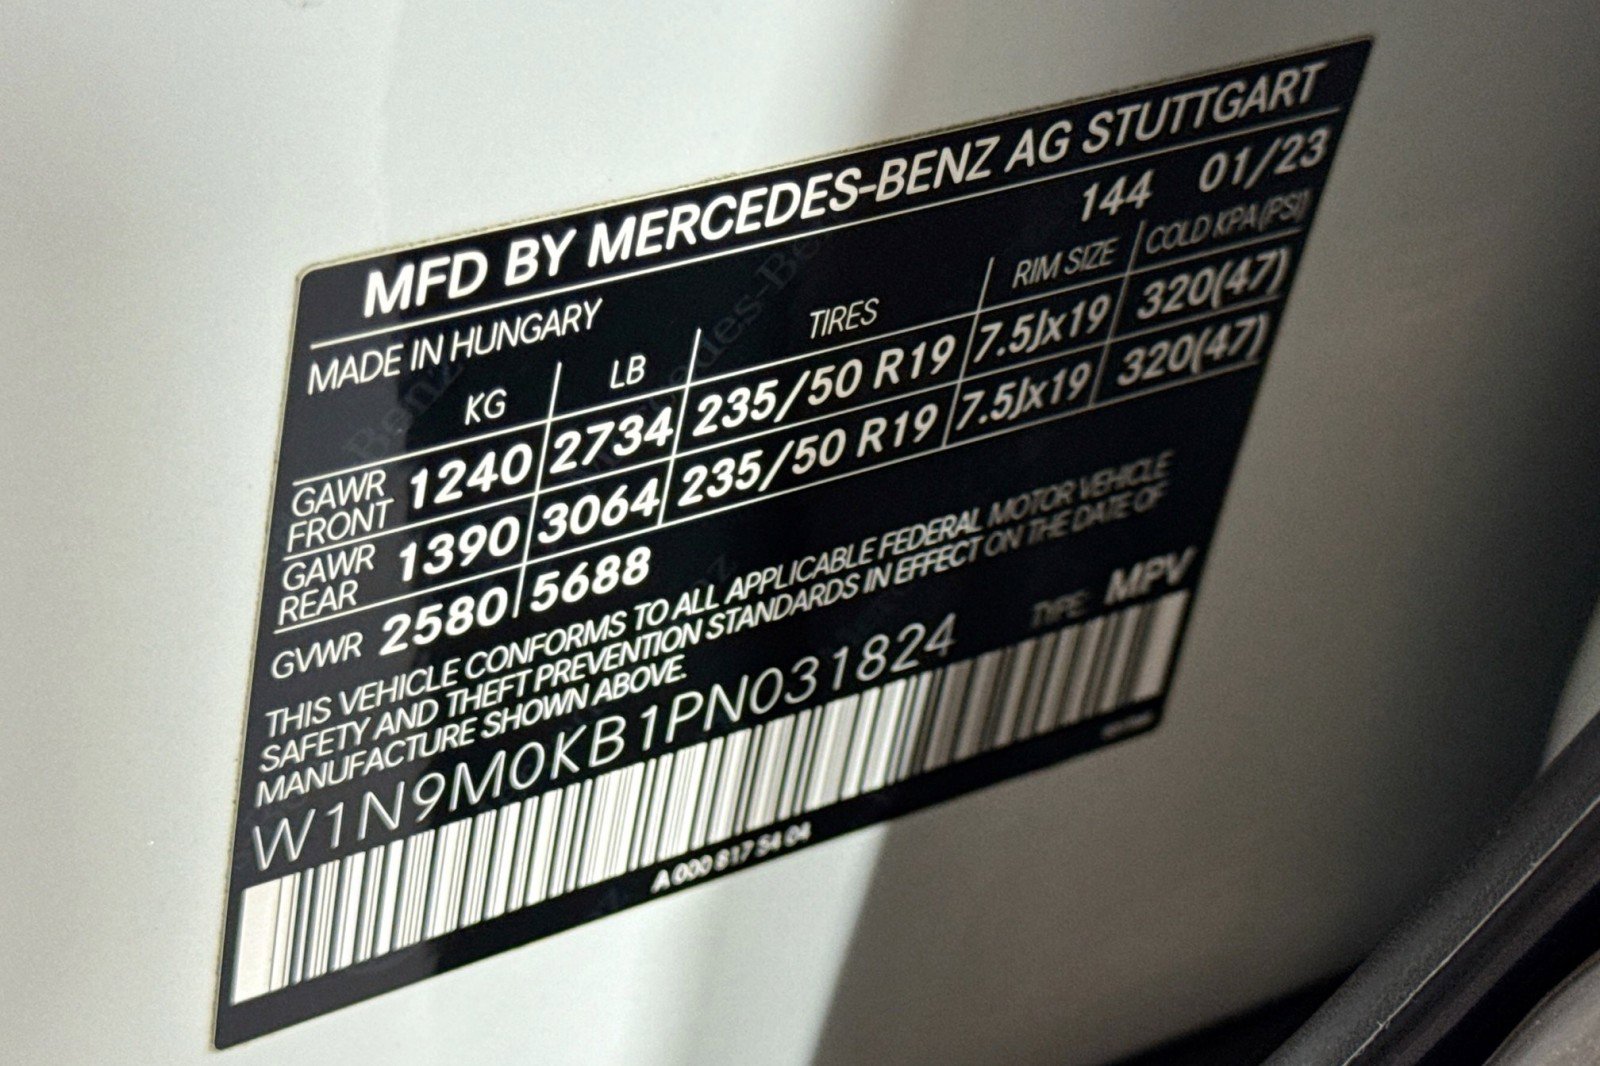 MFD BY MERCEDES-BENZ AG STUTTGART
MADE IN HUNGARY 144 01/23
KG LB TIRES RIM SIZE COLD KPA(PSI)
GAWR FRONT 1240 2734 235/50 R19 7.5Jx19 320(47)
GAWR REAR 1390 3064 235/50 R19 7.5Jx19 320(47)
GVWR 2580 5688
THIS VEHICLE CONFORMS TO ALL APPLICABLE FEDERAL MOTOR VEHICLE
SAFETY AND THEFT PREVENTION STANDARDS IN EFFECT ON THE DATE OF
MANUFACTURE SHOWN ABOVE.
W1N9M0KB1PN031824 TYPE: MPV
A 000 817 54 04